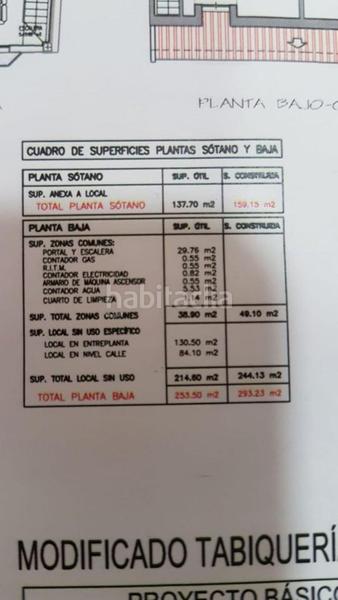 PLANTA BAJO-
CUADRO DE SUPERFICIES PLANTAS SÓTANO Y BAJA
PLANTA SÓTANO SUP. ÚTIL S. CONSTRUIDA
SUP. ANEXA A LOCAL
TOTAL PLANTA SÓTANO 137.70 m2 159.15 m2
PLANTA BAJA SUP. ÚTIL S. CONSTRUIDA
SUP. ZONAS COMUNES:
PORTAL Y ESCALERA 29.76 m2
CONTADOR GAS 0.55 m2
R.I.T.M. 0.55 m2
CONTADOR ELECTRICIDAD 0.82 m2
ARMARIO DE MÁQUINA ASCENSOR 0.55 m2
CONTADOR AGUA 5.53 m2
CUARTO DE LIMPIEZA 1.14 m2
habitaclia
SUP. TOTAL ZONAS COMUNES 38.90 m2 49.10 m2
SUP. LOCAL SIN USO ESPECÍFICO
LOCAL EN ENTREPLANTA 130.50 m2
LOCAL EN NIVEL CALLE 84.10 m2
SUP. TOTAL LOCAL SIN USO 214.60 m2 244.13 m2
TOTAL PLANTA BAJA 253.50 m2 293.23 m2
MODIFICADO TABIQUERÍ
PROYECTO BÁSICO